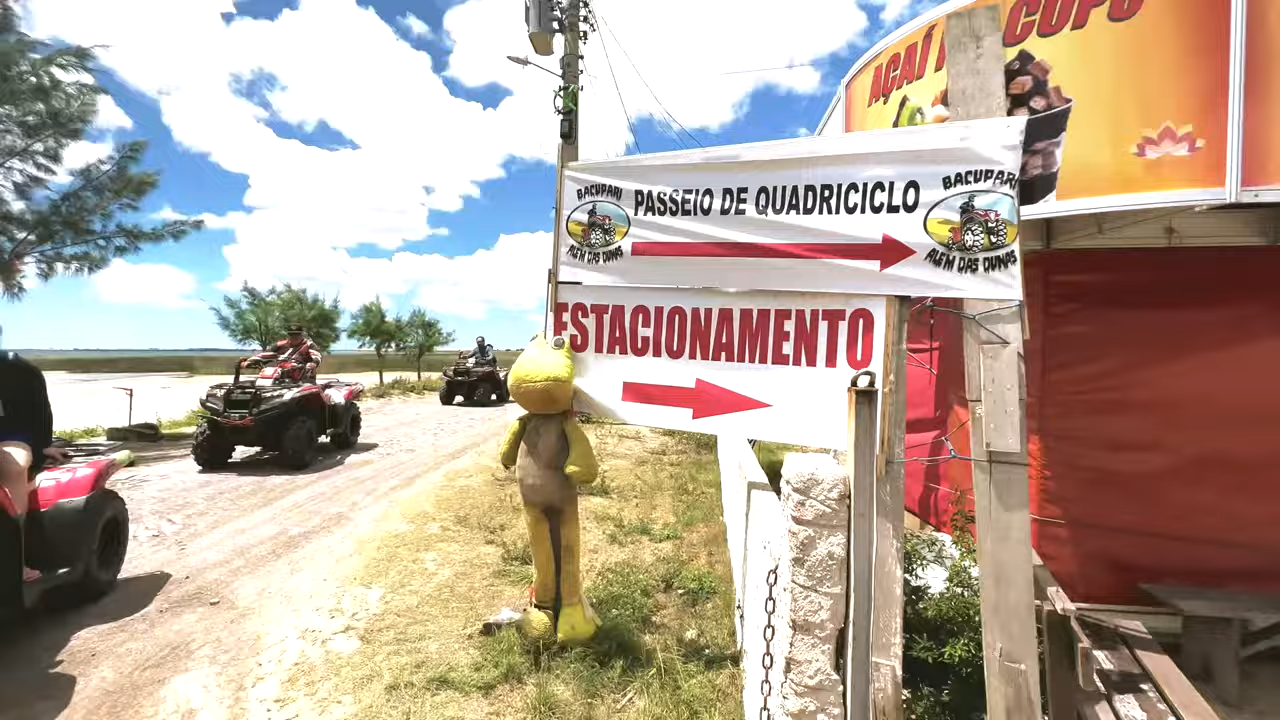 AÇAÍ
COPO
BACUPARI
ALÉM DAS DUNAS
PASSEIO DE QUADRICICLO
BACUPARI
ALÉM DAS DUNAS
ESTACIONAMENTO